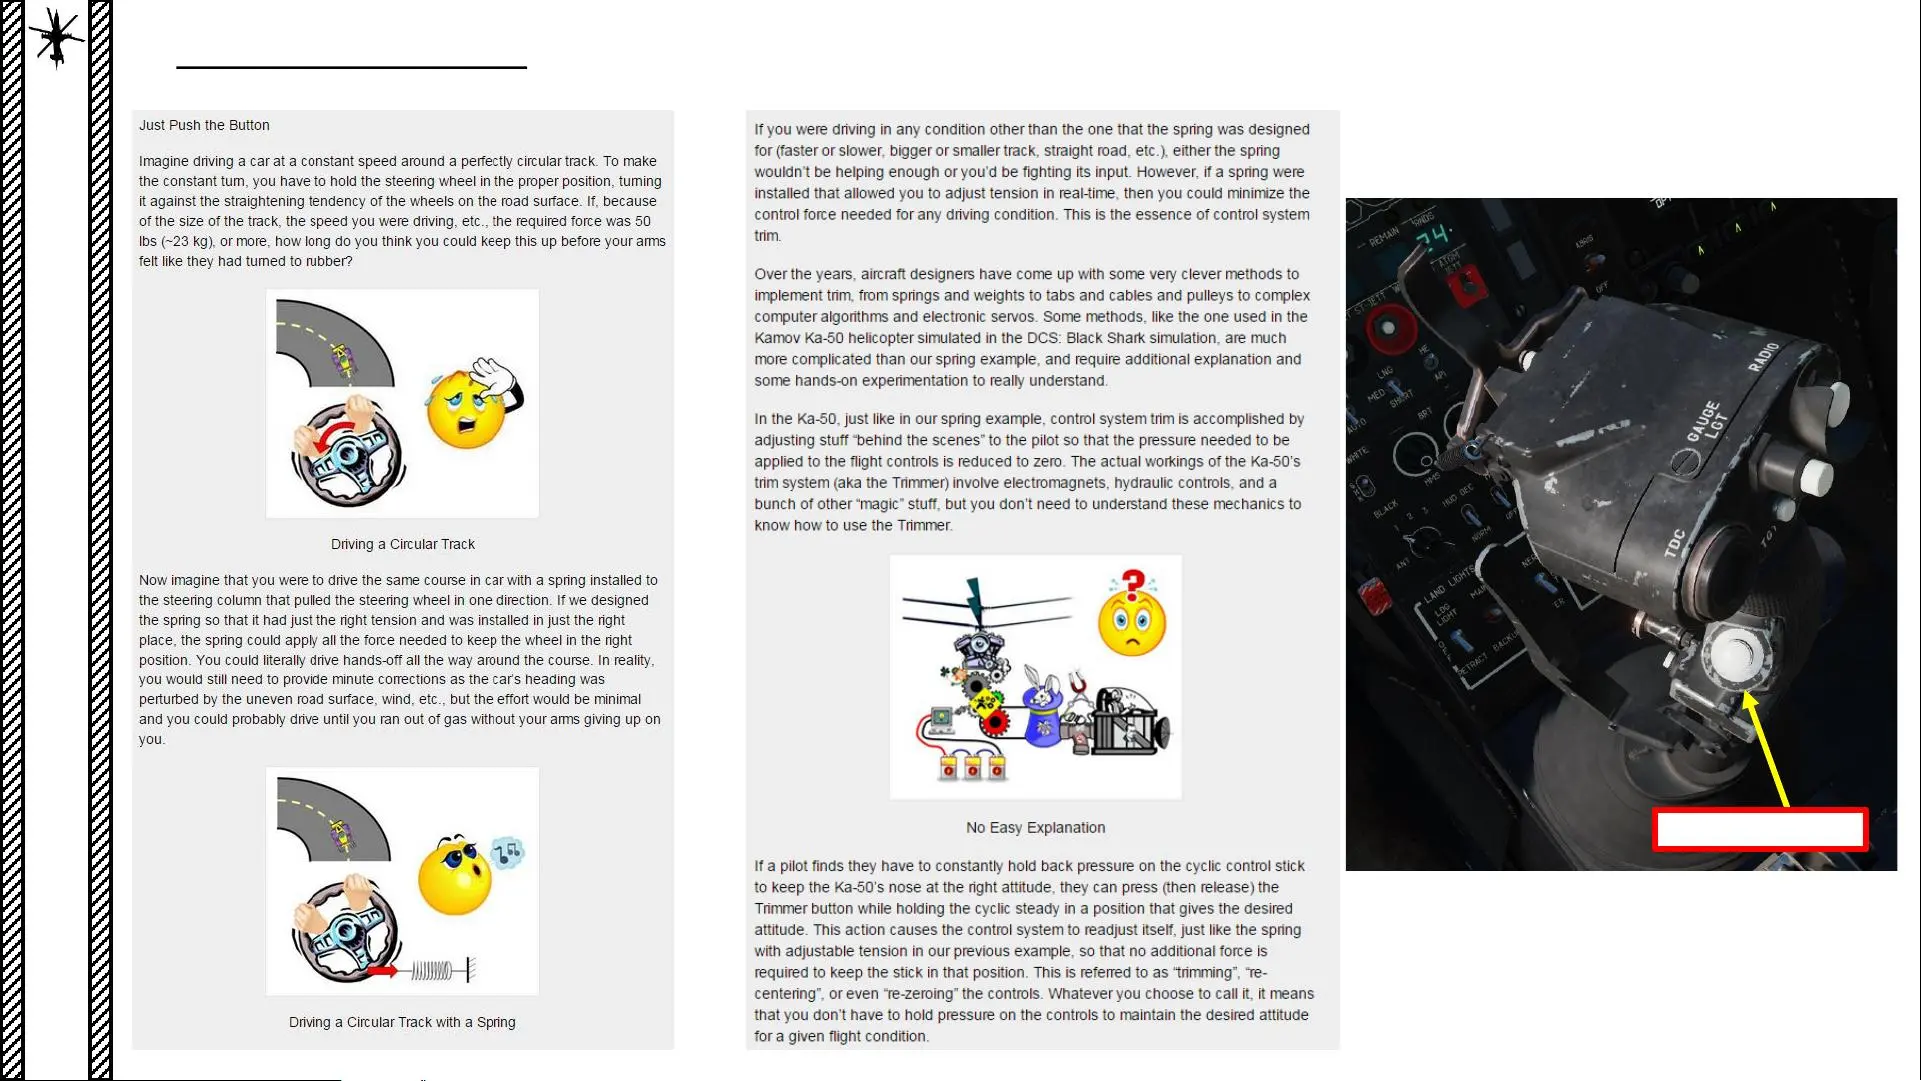 Just Push the Button
Imagine driving a car at a constant speed around a perfectly circular track. To make
the constant turn, you have to hold the steering wheel in the proper position, turning
it against the straightening tendency of the wheels on the road surface. If, because
of the size of the track, the speed you were driving, etc., the required force was 50
lbs (~23 kg), or more, how long do you think you could keep this up before your arms
felt like they had turned to rubber?
Driving a Circular Track
Now imagine that you were to drive the same course in car with a spring installed to
the steering column that pulled the steering wheel in one direction. If we designed
the spring so that it had just the right tension and was installed in just the right
place, the spring could apply all the force needed to keep the wheel in the right
position. You could literally drive hands-off all the way around the course. In reality,
you would still need to provide minute corrections as the car's heading was
perturbed by the uneven road surface, wind, etc., but the effort would be minimal
and you could probably drive until you ran out of gas without your arms giving up on
you.
Driving a Circular Track with a Spring
If you were driving in any condition other than the one that the spring was designed
for (faster or slower, bigger or smaller track, straight road, etc.), either the spring
wouldn't be helping enough or you'd be fighting its input. However, if a spring were
installed that allowed you to adjust tension in real-time, then you could minimize the
control force needed for any driving condition. This is the essence of control system
trim.
Over the years, aircraft designers have come up with some very clever methods to
implement trim, from springs and weights to tabs and cables and pulleys to complex
computer algorithms and electronic servos. Some methods, like the one used in the
Kamov Ka-50 helicopter simulated in the DCS: Black Shark simulation, are much
more complicated than our spring example, and require additional explanation and
some hands-on experimentation to really understand.
In the Ka-50, just like in our spring example, control system trim is accomplished by
adjusting stuff "behind the scenes" to the pilot so that the pressure needed to be
applied to the flight controls is reduced to zero. The actual workings of the Ka-50's
trim system (aka the Trimmer) involve electromagnets, hydraulic controls, and a
bunch of other "magic" stuff, but you don't need to understand these mechanics to
know how to use the Trimmer.
?
No Easy Explanation
If a pilot finds they have to constantly hold back pressure on the cyclic control stick
to keep the Ka-50's nose at the right attitude, they can press (then release) the
Trimmer button while holding the cyclic steady in a position that gives the desired
attitude. This action causes the control system to readjust itself, just like the spring
with adjustable tension in our previous example, so that no additional force is
required to keep the stick in that position. This is referred to as "trimming", "re-
centering", or even "re-zeroing" the controls. Whatever you choose to call it, it means
that you don't have to hold pressure on the controls to maintain the desired attitude
for a given flight condition.
REMAIN
RNDS
24.
OFF
LNG
MED
SHORT
AUTO
BRT
WHITE
BLACK
1 2 3
HMS
HUD DEC
NORM
LAND LIGHTS
LOG
LIGHT
OFF
RETRACT
BACKUP
RADIO
GAUGE
LGT
TDC
TGT